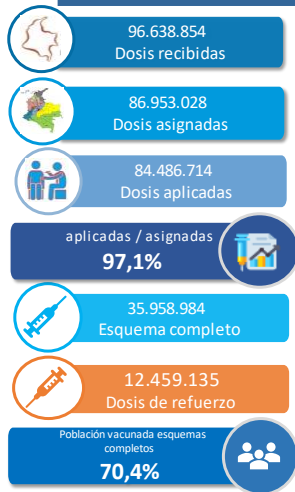 96.638.854
Dosis recibidas
86.953.028
Dosis asignadas
84.486.714
Dosis aplicadas
aplicadas / asignadas
97,1%
35.958.984
Esquema completo
12.459.135
Dosis de refuerzo
Población vacunada esquemas
completos
70,4%